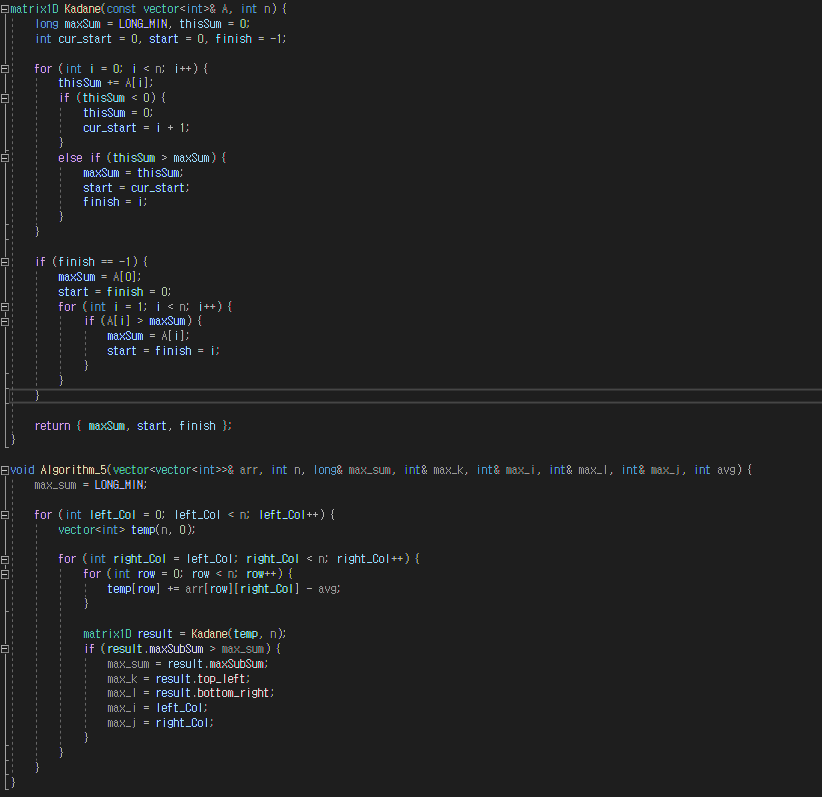 matrix1D Kadane(const vector<int>& A, int n) {
long maxSum = LONG_MIN, thisSum = 0;
int cur_start = 0, start = 0, finish = -1;
for (int i = 0; i < n; i++) {
thisSum += A[i];
if (thisSum < 0) {
thisSum = 0;
cur_start = i + 1;
}
else if (thisSum > maxSum) {
maxSum = thisSum;
start = cur_start;
finish = i;
}
}
if (finish == -1) {
maxSum = A[0];
start = finish = 0;
for (int i = 1; i < n; i++) {
if (A[i] > maxSum) {
maxSum = A[i];
start = finish = i;
}
}
}
return { maxSum, start, finish };
}
void Algorithm_5(vector<vector<int>>& arr, int n, long& max_sum, int& max_k, int& max_i, int& max_l, int& max_j, int avg) {
max_sum = LONG_MIN;
for (int left_Col = 0; left_Col < n; left_Col++) {
vector<int> temp(n, 0);
for (int right_Col = left_Col; right_Col < n; right_Col++) {
for (int row = 0; row < n; row++) {
temp[row] += arr[row][right_Col] - avg;
}
matrix1D result = Kadane(temp, n);
if (result.maxSubSum > max_sum) {
max_sum = result.maxSubSum;
max_k = result.top_left;
max_l = result.bottom_right;
max_i = left_Col;
max_j = right_Col;
}
}
}
}